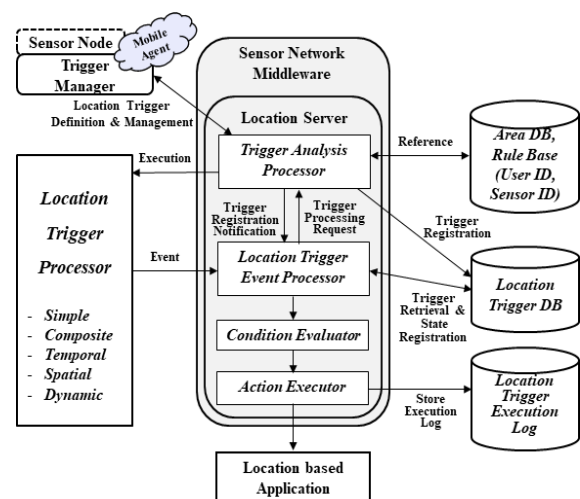 Sensor Node
Mobile
Agent
Trigger
Manager
Sensor Network
Middleware
Location Trigger
Definition & Management
Location Server
Trigger Analysis
Processor
Reference
Area DB,
Rule Base
(User ID,
Sensor ID)
Execution
Location
Trigger
Processor
- Simple
- Composite
- Temporal
- Spatial
- Dynamic
Trigger
Registration
Notification
Trigger
Processing
Request
Trigger
Registration
Event
Location Trigger
Event Processor
Location
Trigger DB
Trigger
Retrieval &
State
Registration
Condition Evaluator
Action Executor
Store
Execution
Log
Location
Trigger
Execution
Log
Location based
Application